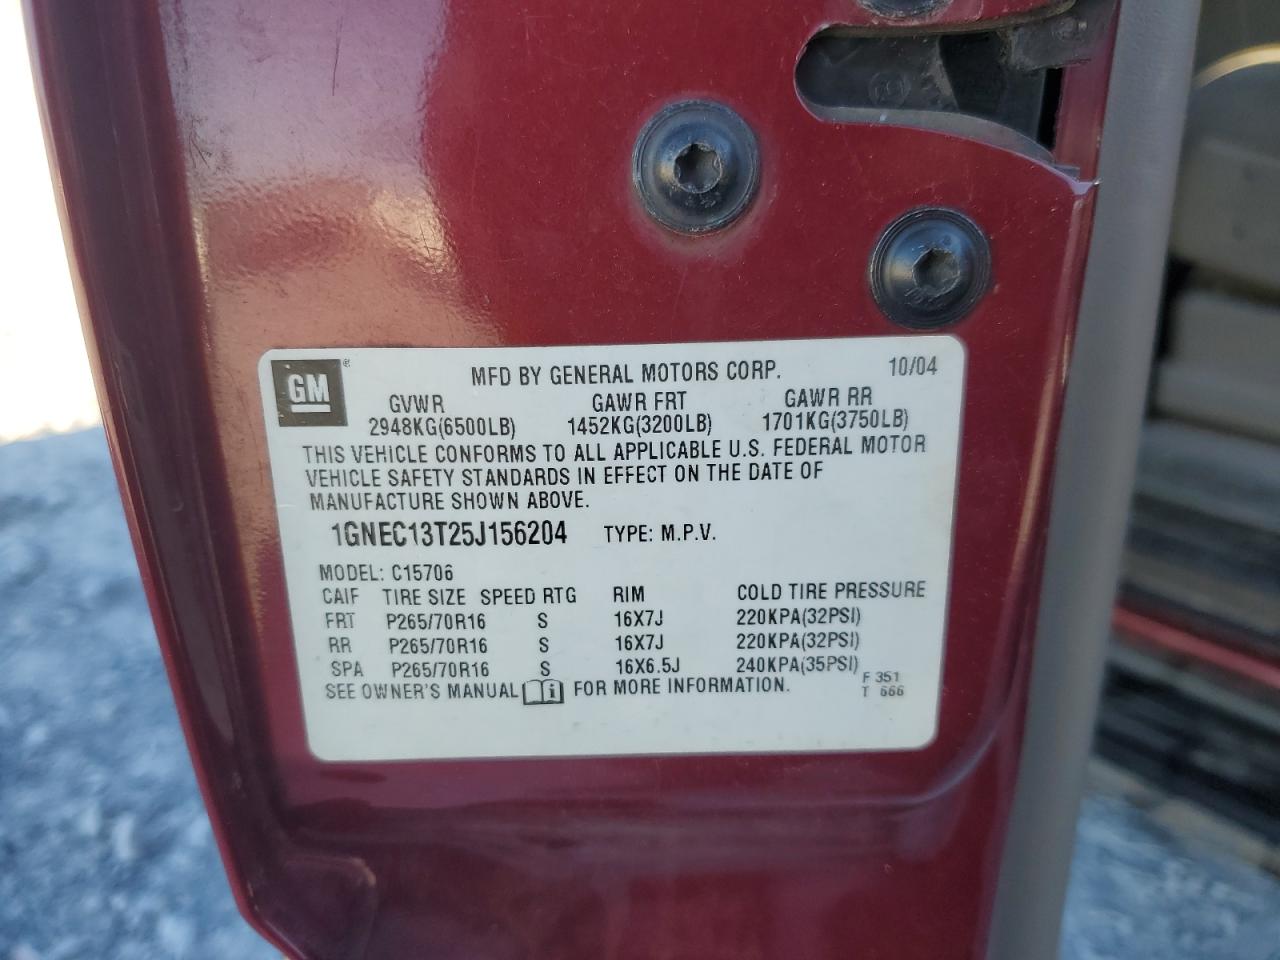 GM
MFD BY GENERAL MOTORS CORP. 10/04
GVWR GAWR FRT GAWR RR
2948KG(6500LB) 1452KG(3200LB) 1701KG(3750LB)
THIS VEHICLE CONFORMS TO ALL APPLICABLE U.S. FEDERAL MOTOR
VEHICLE SAFETY STANDARDS IN EFFECT ON THE DATE OF
MANUFACTURE SHOWN ABOVE.
1GNEC13T25J156204 TYPE: M.P.V.
MODEL: C15706
CAIF TIRE SIZE SPEED RTG RIM COLD TIRE PRESSURE
FRT P265/70R16 S 16X7J 220KPA(32PSI)
RR P265/70R16 S 16X7J 220KPA(32PSI)
SPA P265/70R16 S 16X6.5J 240KPA(35PSI)
SEE OWNER'S MANUAL i FOR MORE INFORMATION.
F 351
T 666